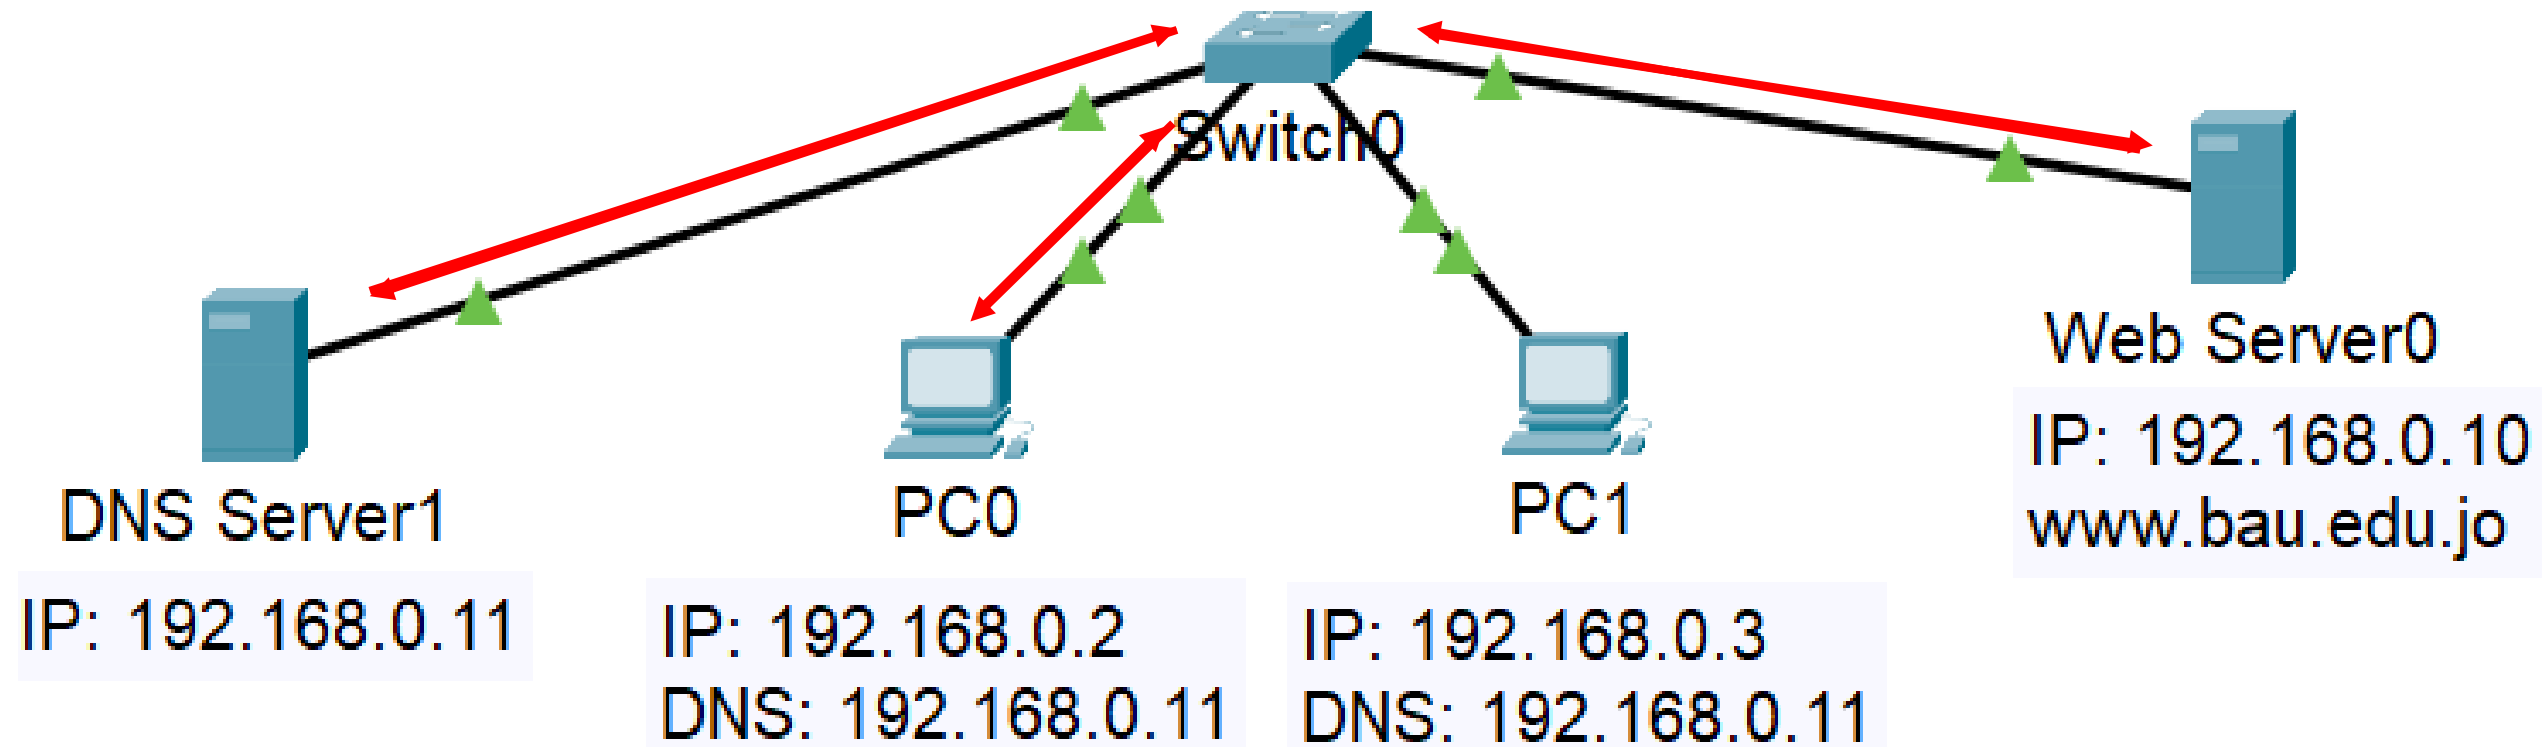 Switch0
DNS Server1
IP: 192.168.0.11
PC0
IP: 192.168.0.2
DNS: 192.168.0.11
PC1
IP: 192.168.0.3
DNS: 192.168.0.11
Web Server0
IP: 192.168.0.10
www.bau.edu.jo